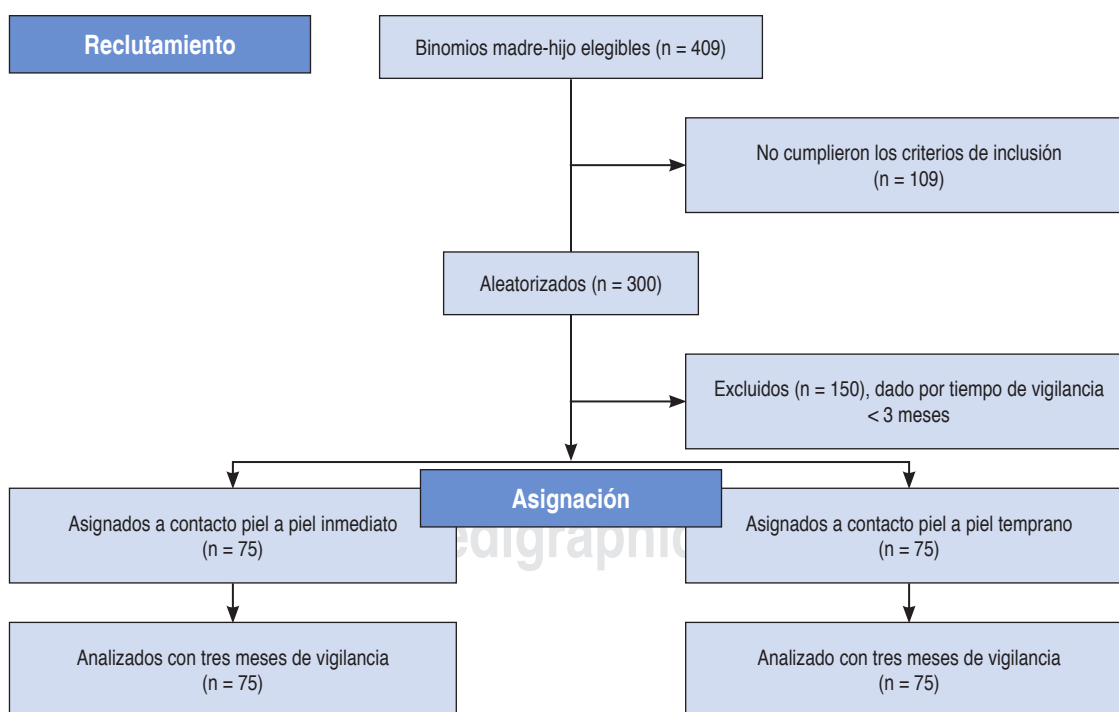 Reclutamiento
Binomios madre-hijo elegibles (n = 409)
No cumplieron los criterios de inclusión
(n = 109)
Aleatorizados (n = 300)
Excluidos (n = 150), dado por tiempo de vigilancia
< 3 meses
Asignación
Asignados a contacto piel a piel inmediato
(n = 75)
Asignados a contacto piel a piel temprano
(n = 75)
Analizados con tres meses de vigilancia
(n = 75)
Analizado con tres meses de vigilancia
(n = 75)